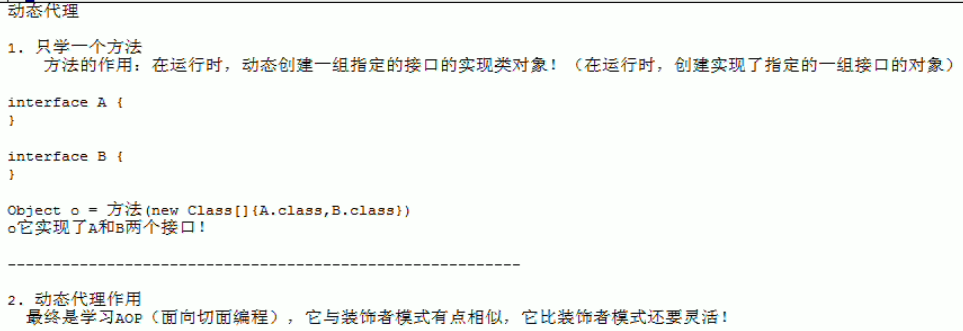 动态代理
1. 只学一个方法
方法的作用：在运行时，动态创建一组指定的接口的实现类对象！（在运行时，创建实现了指定的一组接口的对象）
interface A {
}
interface B {
}
Object o = 方法(new Class[]{A.class,B.class})
o它实现了A和B两个接口！
---------------------------------------------------------
2. 动态代理作用
最终是学习AOP（面向切面编程），它与装饰者模式有点相似，它比装饰者模式还要灵活！